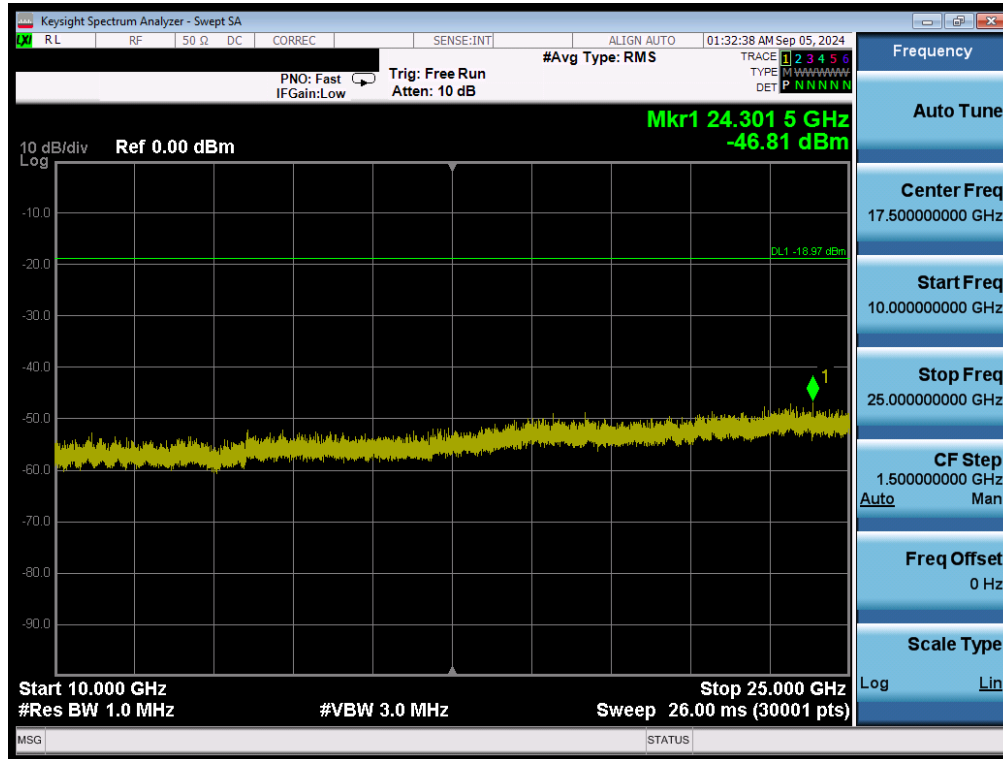 Keysight Spectrum Analyzer - Swept SA
LXI RL RF 50 Ω DC CORREC SENSE:INT ALIGN AUTO 01:32:38 AM Sep 05, 2024
#Avg Type: RMS
TRACE 1 2 3 4 5 6
TYPE M WWWWW
DET P N N N N N
PNO: Fast
IFGain:Low
Trig: Free Run
Atten: 10 dB
Mkr1 24.301 5 GHz
-46.81 dBm
10 dB/div
Log
Ref 0.00 dBm
-10.0
DL1 -18.97 dBm
-20.0
-30.0
-40.0
1
-50.0
-60.0
-70.0
-80.0
-90.0
Start 10.000 GHz
Stop 25.000 GHz
#Res BW 1.0 MHz
#VBW 3.0 MHz
Sweep 26.00 ms (30001 pts)
MSG
STATUS
Frequency
Auto Tune
Center Freq
17.500000000 GHz
Start Freq
10.000000000 GHz
Stop Freq
25.000000000 GHz
CF Step
1.500000000 GHz
Auto Man
Freq Offset
0 Hz
Scale Type
Log Lin